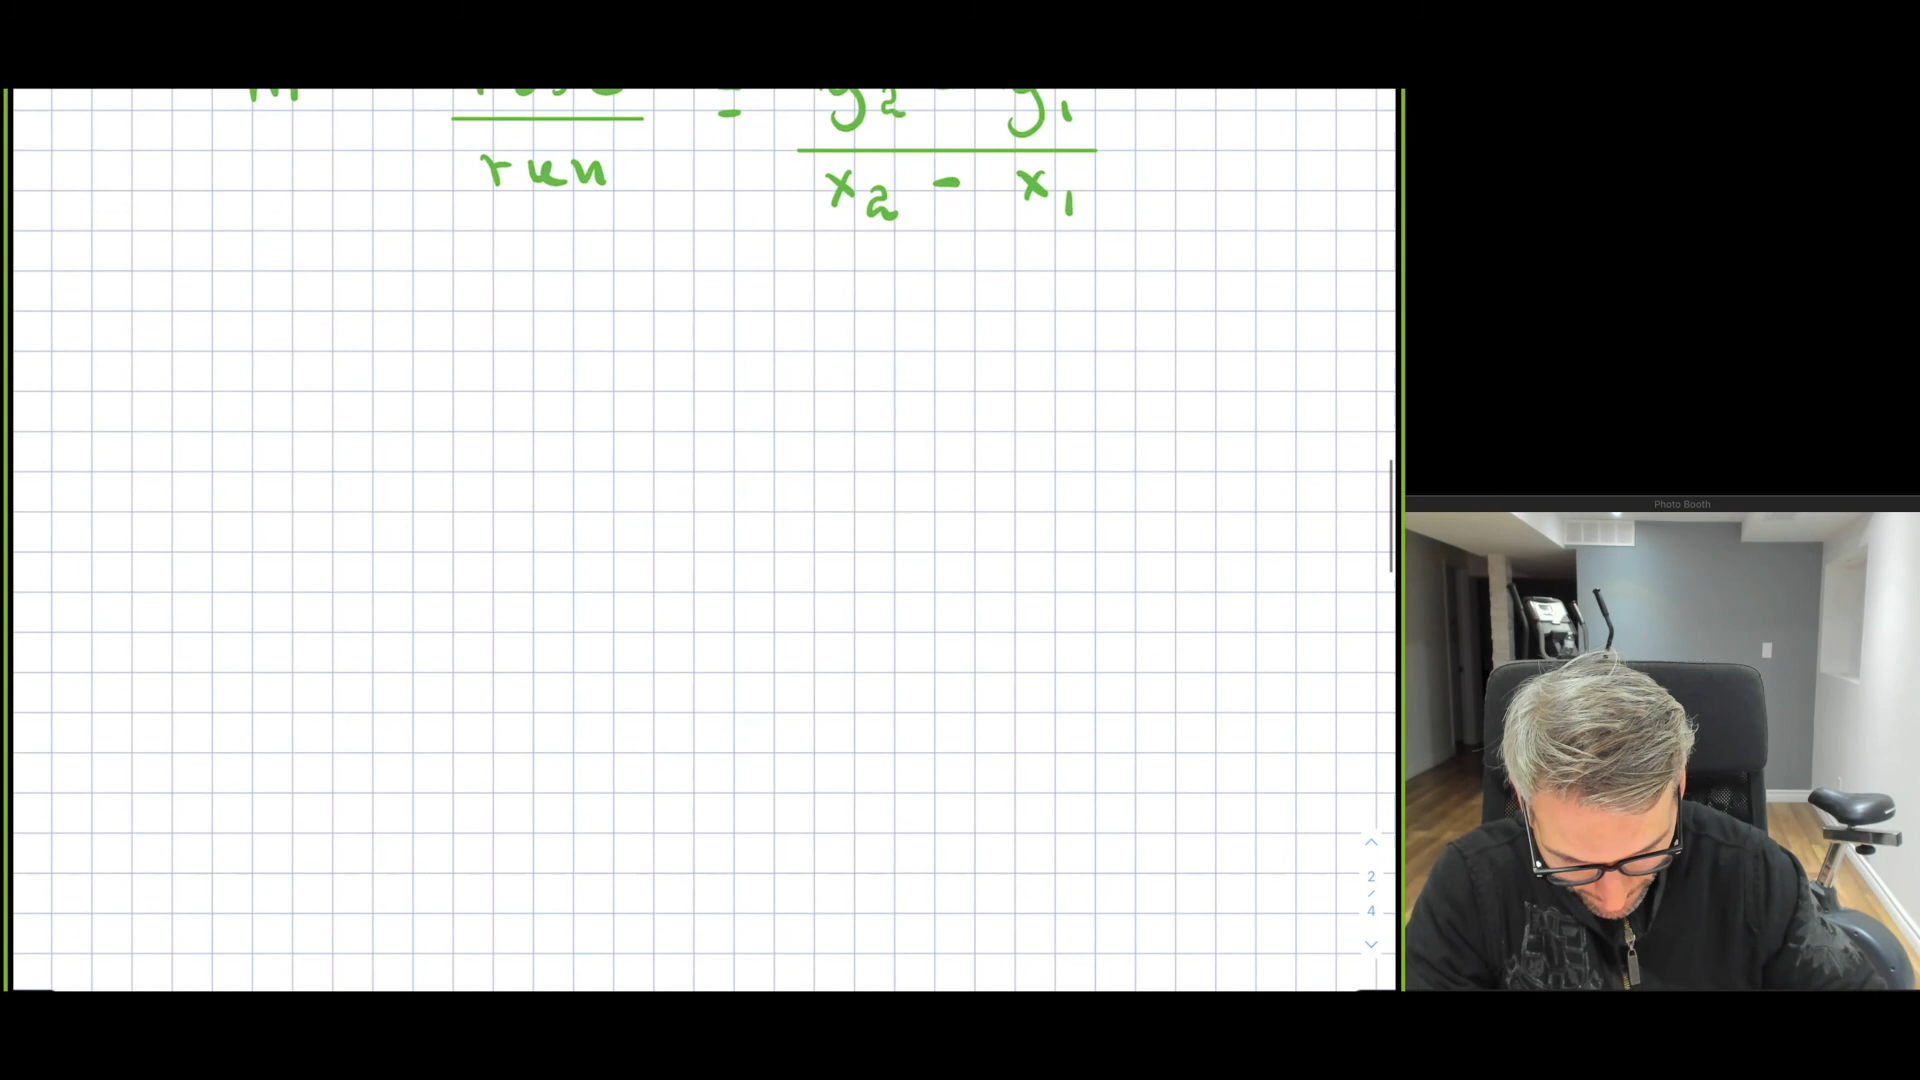 = y2 - y1
run x2 - x1
Photo Booth
2
/
4